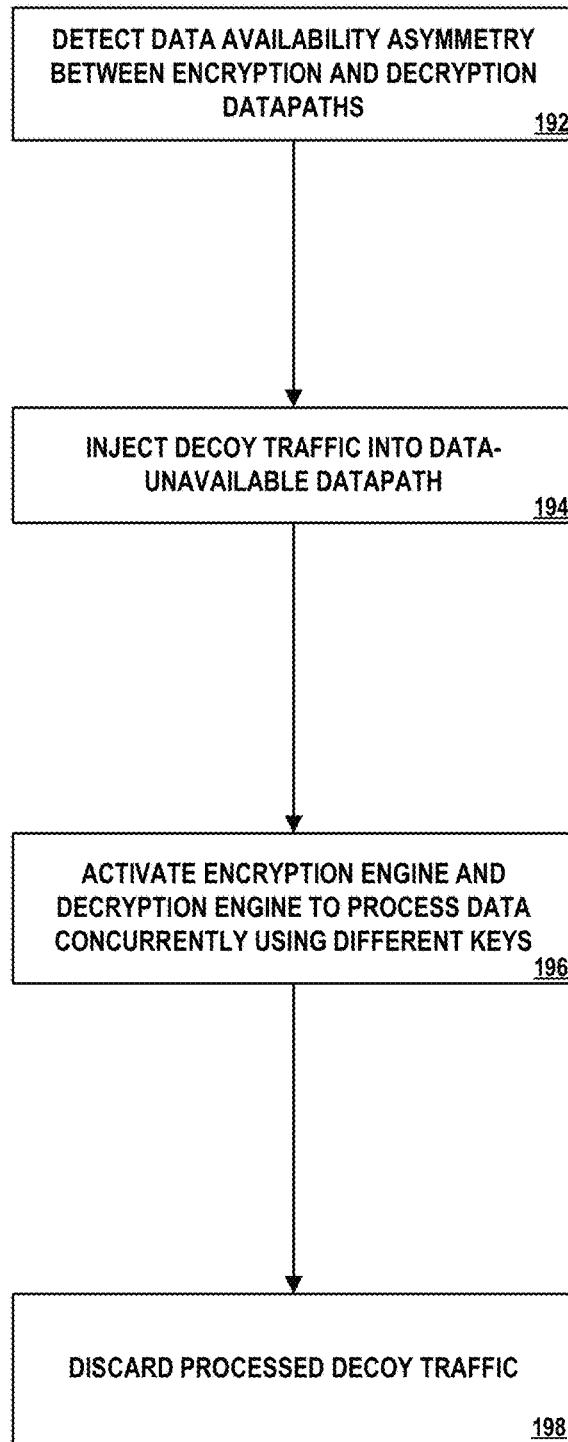 DETECT DATA AVAILABILITY ASYMMETRY
BETWEEN ENCRYPTION AND DECRYPTION
DATAPATHS
192
INJECT DECOY TRAFFIC INTO DATA-
UNAVAILABLE DATAPATH
194
ACTIVATE ENCRYPTION ENGINE AND
DECRYPTION ENGINE TO PROCESS DATA
CONCURRENTLY USING DIFFERENT KEYS
196
DISCARD PROCESSED DECOY TRAFFIC
198